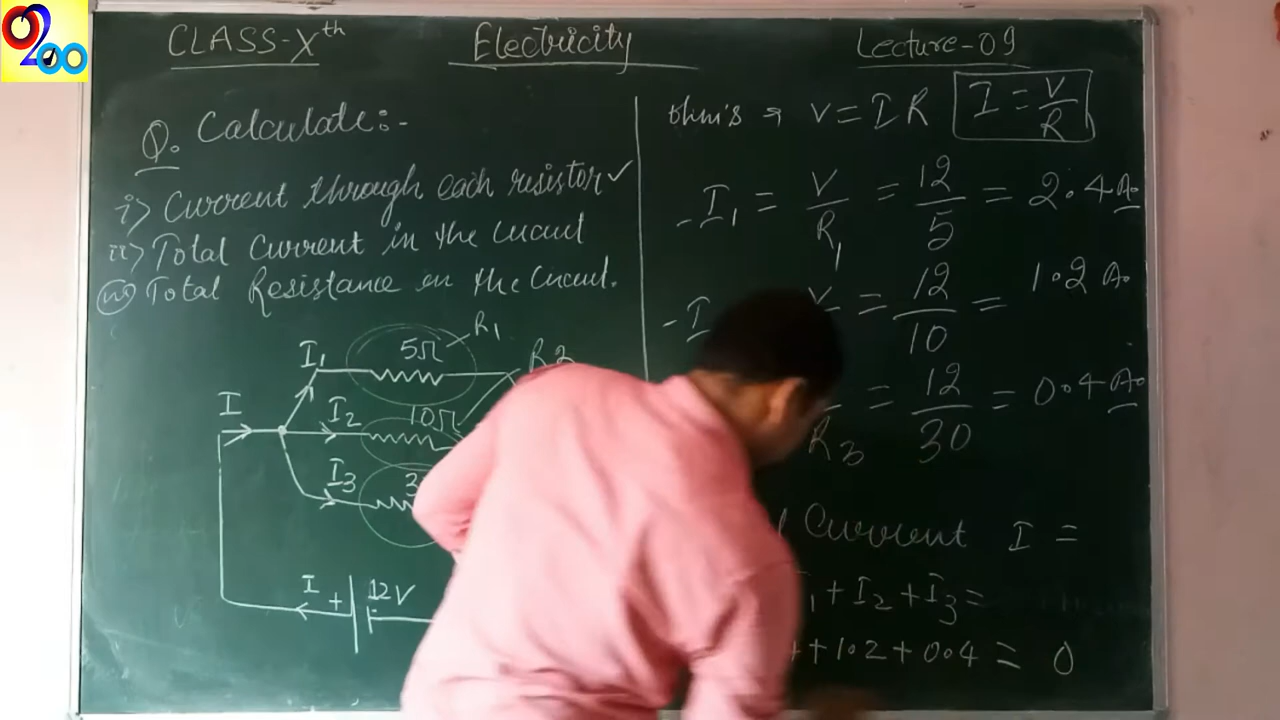 0200
CLASS-Xth Electricity Lecture-09
Q. Calculate:-
i> Current through each resistor ✓
ii> Total Current in the Circuit
iii) Total Resistance in the Circuit.
I
I1
5Ω
R1
I2
10Ω
I3
3
I
+
12V
ohm's → V = IR I = V/R
- I1 = V/R1 = 12/5 = 2.4 A.
- I = 12/10 = 1.2 A.
R3 = 12/30 = 0.4 A.
Current I =
+ I2 + I3 =
+ 1.2 + 0.4 = 0